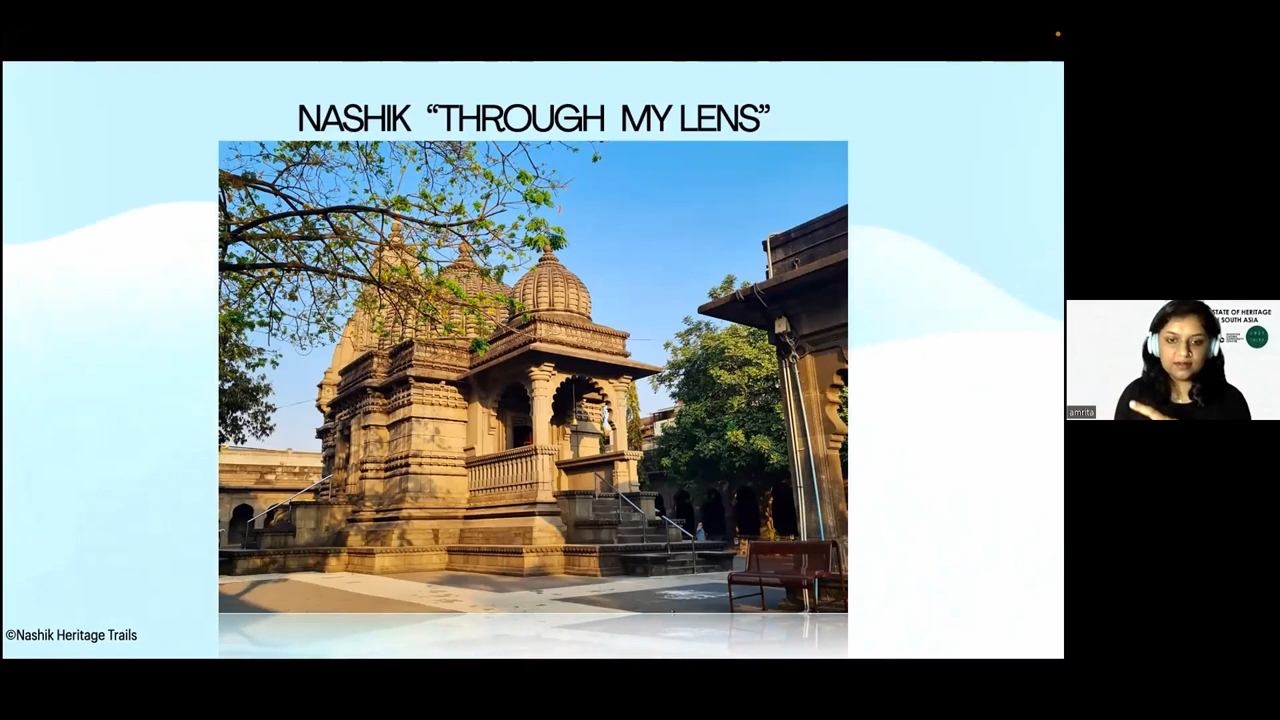 NASHIK “THROUGH MY LENS”
©Nashik Heritage Trails
STATE OF HERITAGE
SOUTH ASIA
amrita